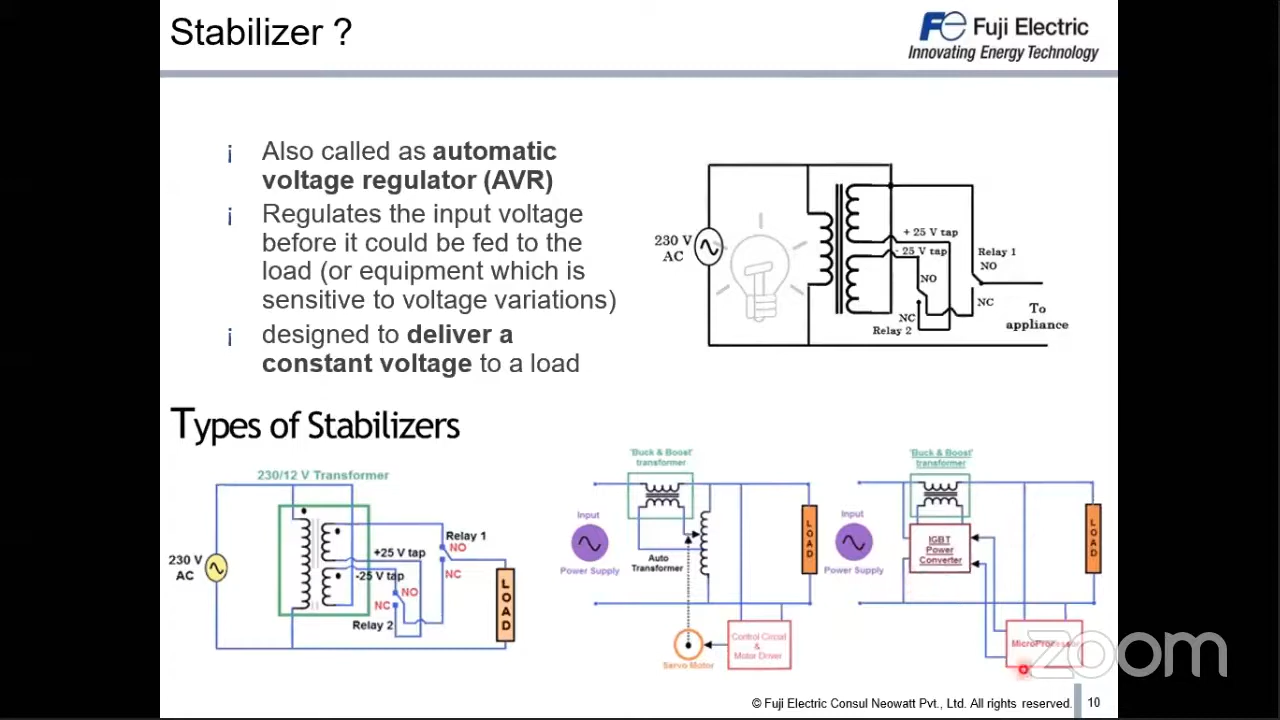 Stabilizer ?
Fe Fuji Electric
Innovating Energy Technology
¡ Also called as automatic
voltage regulator (AVR)
¡ Regulates the input voltage
before it could be fed to the
load (or equipment which is
sensitive to voltage variations)
¡ designed to deliver a
constant voltage to a load
230 V
AC
+ 25 V tap
- 25 V tap
Relay 1
NO
NO
NC
NC
Relay 2
To
appliance
Types of Stabilizers
230/12 V Transformer
230 V
AC
+25 V tap
-25 V tap
Relay 1
NO
NC
NO
NC
Relay 2
LOAD
'Buck & Boost'
transformer
Input
Power Supply
Auto
Transformer
LOAD
Servo Motor
Control Circuit
&
Motor Driver
'Buck & Boost'
transformer
Input
Power Supply
IGBT
Power
Converter
LOAD
MicroProcessor
zoom
© Fuji Electric Consul Neowatt Pvt., Ltd. All rights reserved. 10